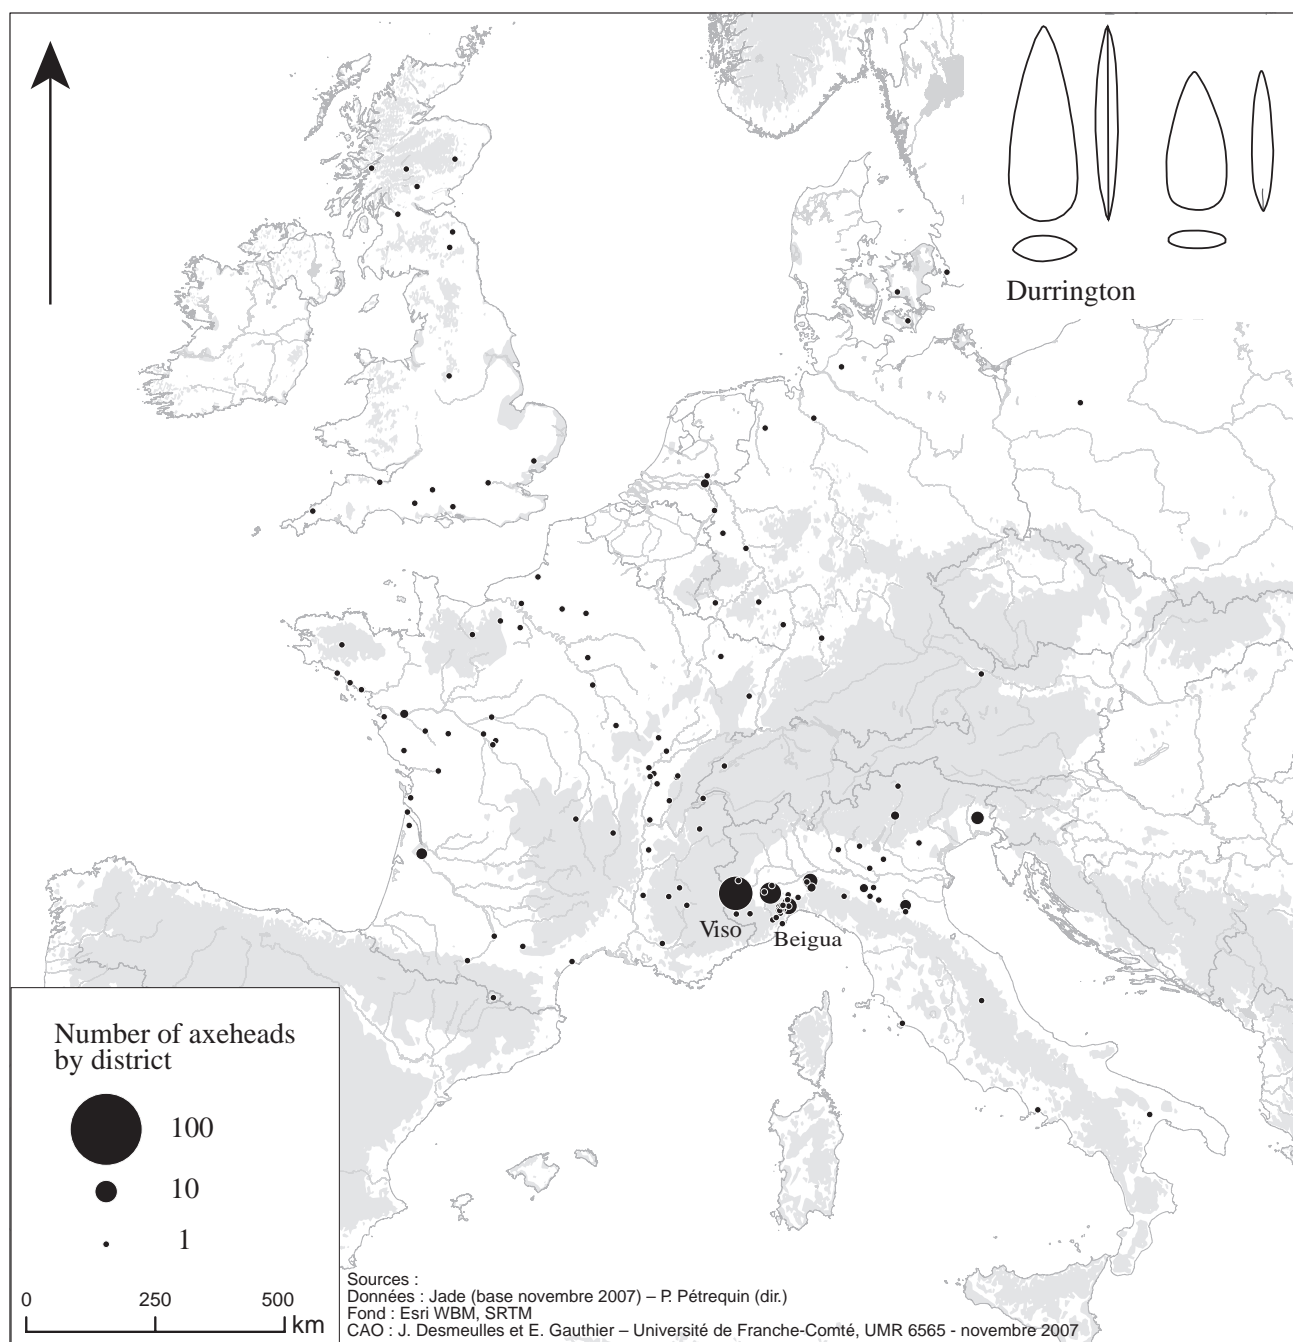 Durrington
Viso
Beigua
Number of axeheads
by district
100
10
1
0 250 500
km
Sources :
Données : Jade (base novembre 2007) – P. Pétrequin (dir.)
Fond : Esri WBM, SRTM
CAO : J. Desmeulles et E. Gauthier – Université de Franche-Comté, UMR 6565 - novembre 2007